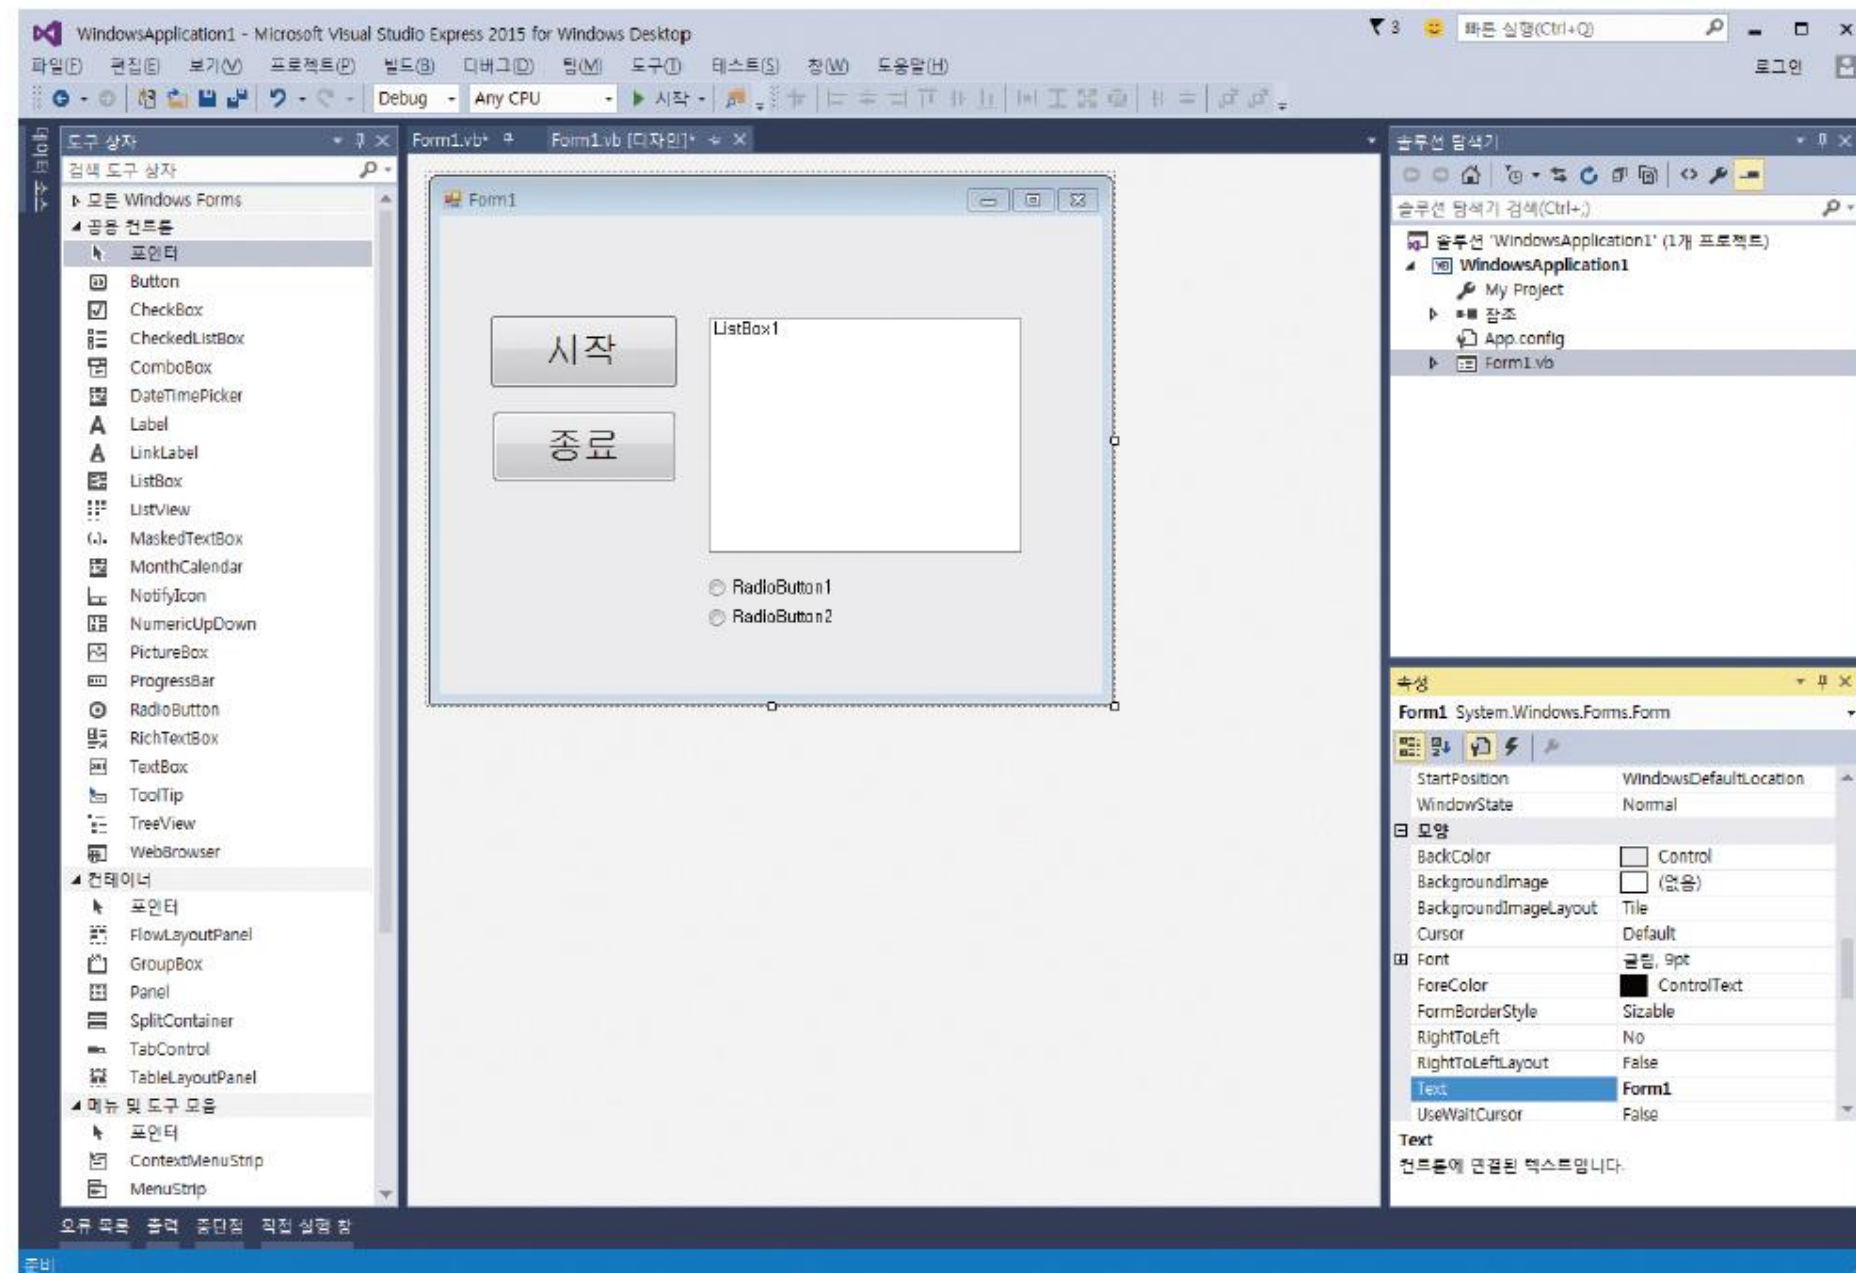 WindowsApplication1 - Microsoft Visual Studio Express 2015 for Windows Desktop
3
빠른 실행(Ctrl+Q)
파일(F) 편집(E) 보기(V) 프로젝트(P) 빌드(B) 디버그(D) 팀(M) 도구(T) 테스트(S) 창(W) 도움말(H)
로그인
Debug Any CPU 시작
데이터 소스
도구 상자
검색 도구 상자
모든 Windows Forms
공용 컨트롤
포인터
Button
CheckBox
CheckedListBox
ComboBox
DateTimePicker
Label
LinkLabel
ListBox
ListView
MaskedTextBox
MonthCalendar
NotifyIcon
NumericUpDown
PictureBox
ProgressBar
RadioButton
RichTextBox
TextBox
ToolTip
TreeView
WebBrowser
컨테이너
포인터
FlowLayoutPanel
GroupBox
Panel
SplitContainer
TabControl
TableLayoutPanel
메뉴 및 도구 모음
포인터
ContextMenuStrip
MenuStrip
Form1.vb* Form1.vb [디자인]*
Form1
시작
종료
ListBox1
RadioButton1
RadioButton2
솔루션 탐색기
솔루션 탐색기 검색(Ctrl+;)
솔루션 'WindowsApplication1' (1개 프로젝트)
WindowsApplication1
My Project
참조
App.config
Form1.vb
속성
Form1 System.Windows.Forms.Form
StartPosition WindowsDefaultLocation
WindowState Normal
모양
BackColor Control
BackgroundImage (없음)
BackgroundImageLayout Tile
Cursor Default
Font 굴림, 9pt
ForeColor ControlText
FormBorderStyle Sizable
RightToLeft No
RightToLeftLayout False
Text Form1
UseWaitCursor False
Text
컨트롤에 연결된 텍스트입니다.
오류 목록 출력 중단점 직접 실행 창
준비